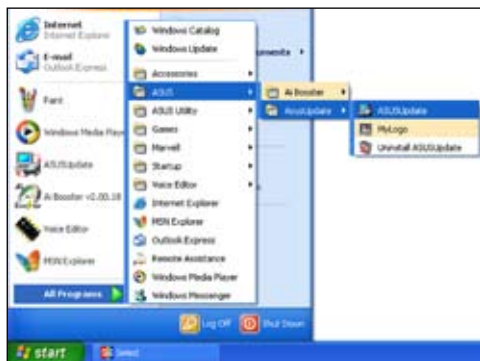 Internet
Internet Explorer
E-mail
Outlook Express
Paint
Windows Media Play
ASUSUpdate
Ai Booster v2.00.18
Voice Editor
MSN Explorer
All Programs
Windows Catalog
Windows Update
Accessories
ASUS
ASUS Utility
Games
Marvell
Startup
Voice Editor
Internet Explorer
MSN Explorer
Outlook Express
Remote Assistance
Windows Media Player
Windows Messenger
uments
Ai Booster
AsusUpdate
ASUSUpdate
MyLogo
Uninstall ASUSUpdate
Log Off
Shut Down
start